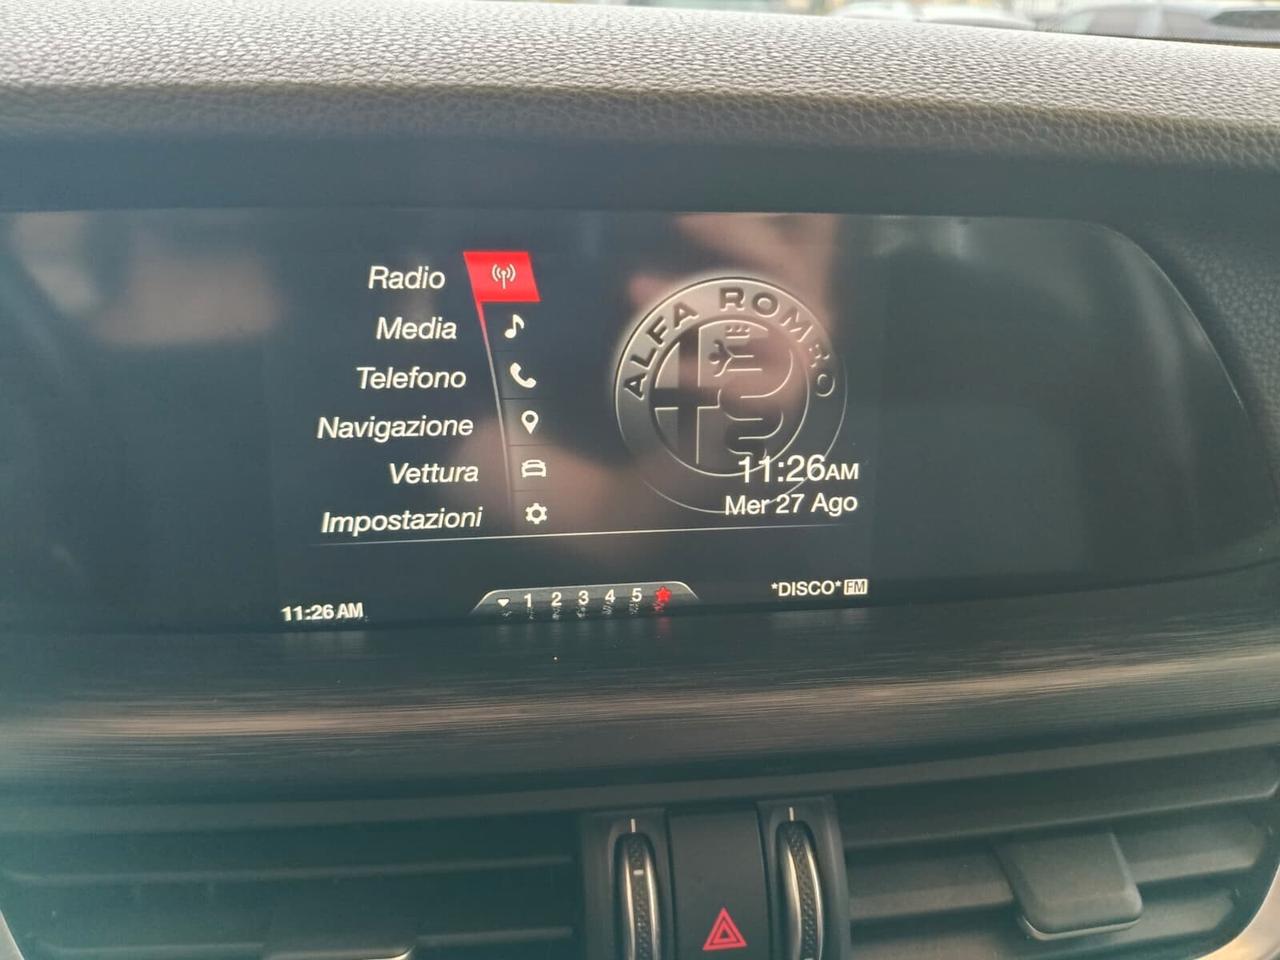 Radio
Media
Telefono
Navigazione
Vettura
Impostazioni
ALFA ROMEO
11:26AM
Mer 27 Ago
11:26 AM
1 2 3 4 5
*DISCO* FM